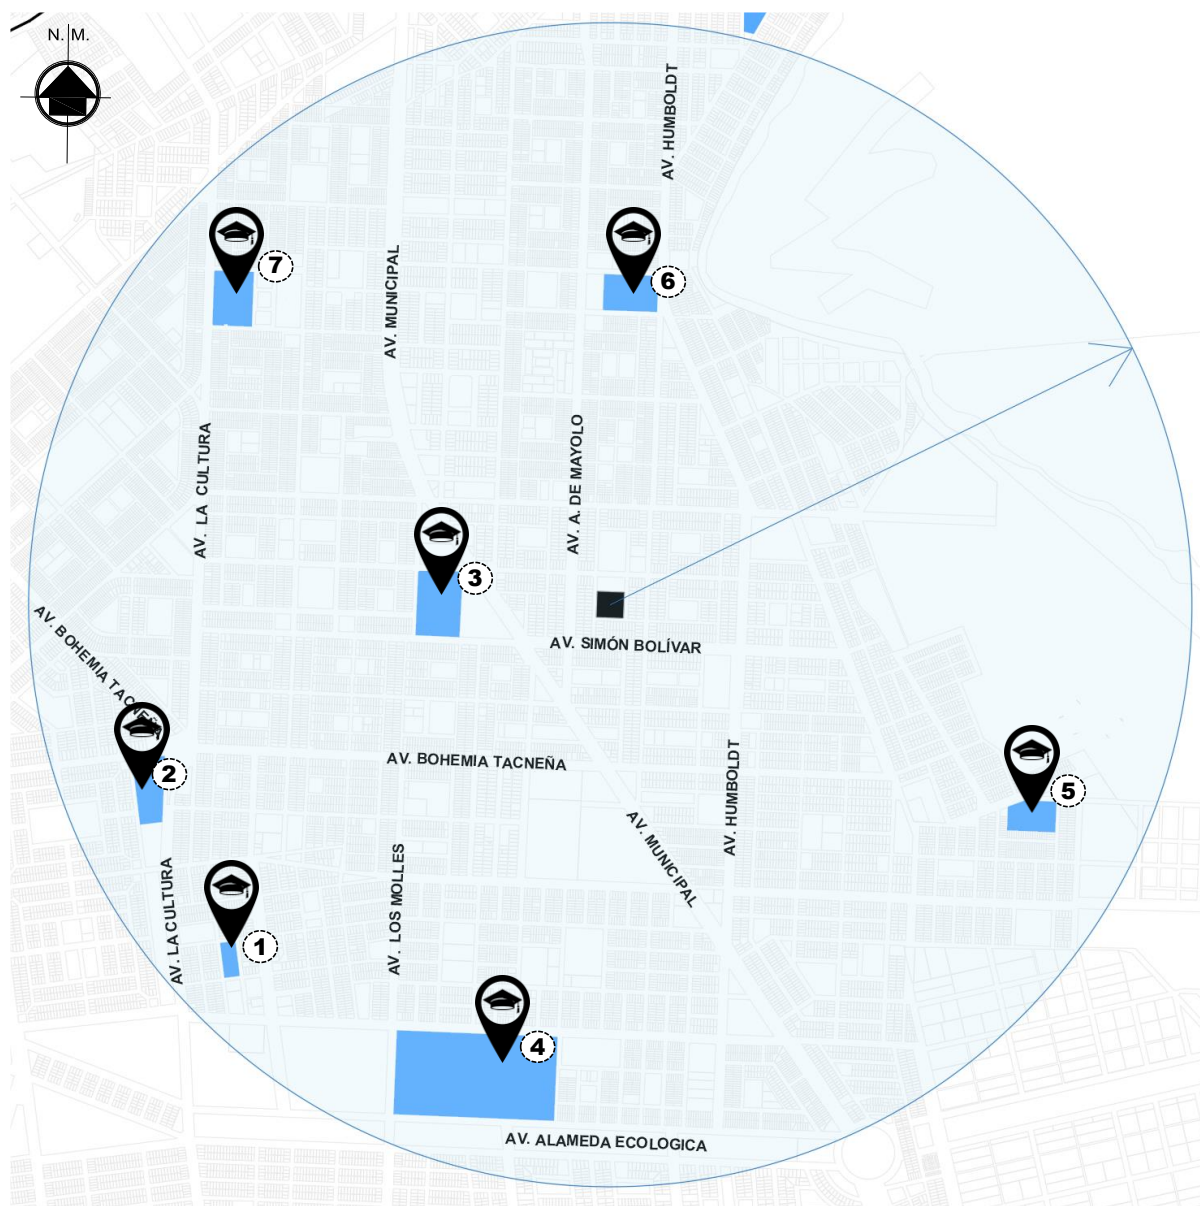 N. M.
AV. HUMBOLDT
7
6
AV. MUNICIPAL
AV. LA CULTURA
AV. A. DE MAYOLO
3
AV. SIMÓN BOLÍVAR
AV. BOHEMIA TACNEÑA
2
AV. BOHEMIA TACNEÑA
AV. HUMBOLDT
5
AV. MUNICIPAL
AV. LOS MOLLES
AV. LA CULTURA
1
4
AV. ALAMEDA ECOLOGICA